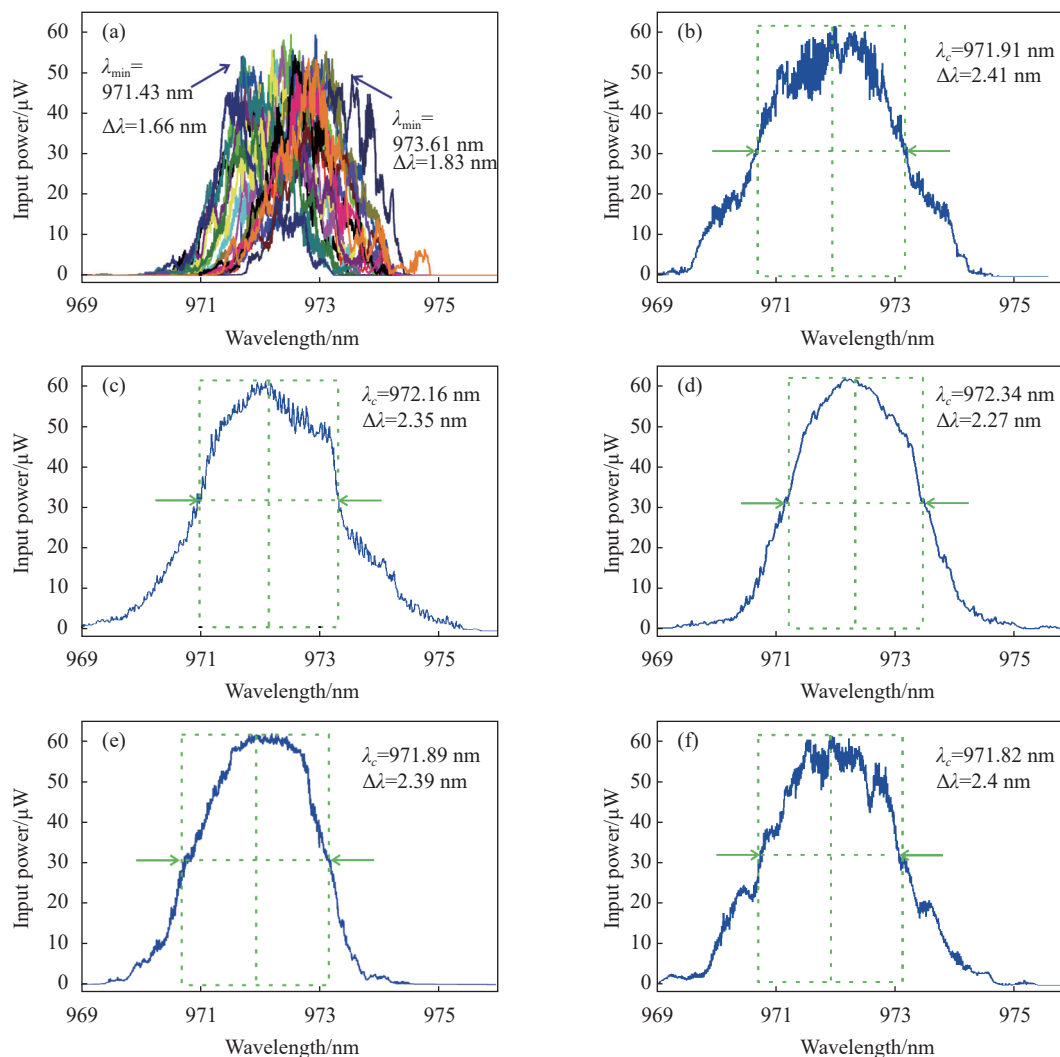 (a)
λmin=
971.43 nm
Δλ=1.66 nm
λmin=
973.61 nm
Δλ=1.83 nm
Input power/μW
60
50
40
30
20
10
0
969
971
973
975
Wavelength/nm
(b)
λc=971.91 nm
Δλ=2.41 nm
Input power/μW
60
50
40
30
20
10
0
969
971
973
975
Wavelength/nm
(c)
λc=972.16 nm
Δλ=2.35 nm
Input power/μW
60
50
40
30
20
10
0
969
971
973
975
Wavelength/nm
(d)
λc=972.34 nm
Δλ=2.27 nm
Input power/μW
60
50
40
30
20
10
0
969
971
973
975
Wavelength/nm
(e)
λc=971.89 nm
Δλ=2.39 nm
Input power/μW
60
50
40
30
20
10
0
969
971
973
975
Wavelength/nm
(f)
λc=971.82 nm
Δλ=2.4 nm
Input power/μW
60
50
40
30
20
10
0
969
971
973
975
Wavelength/nm